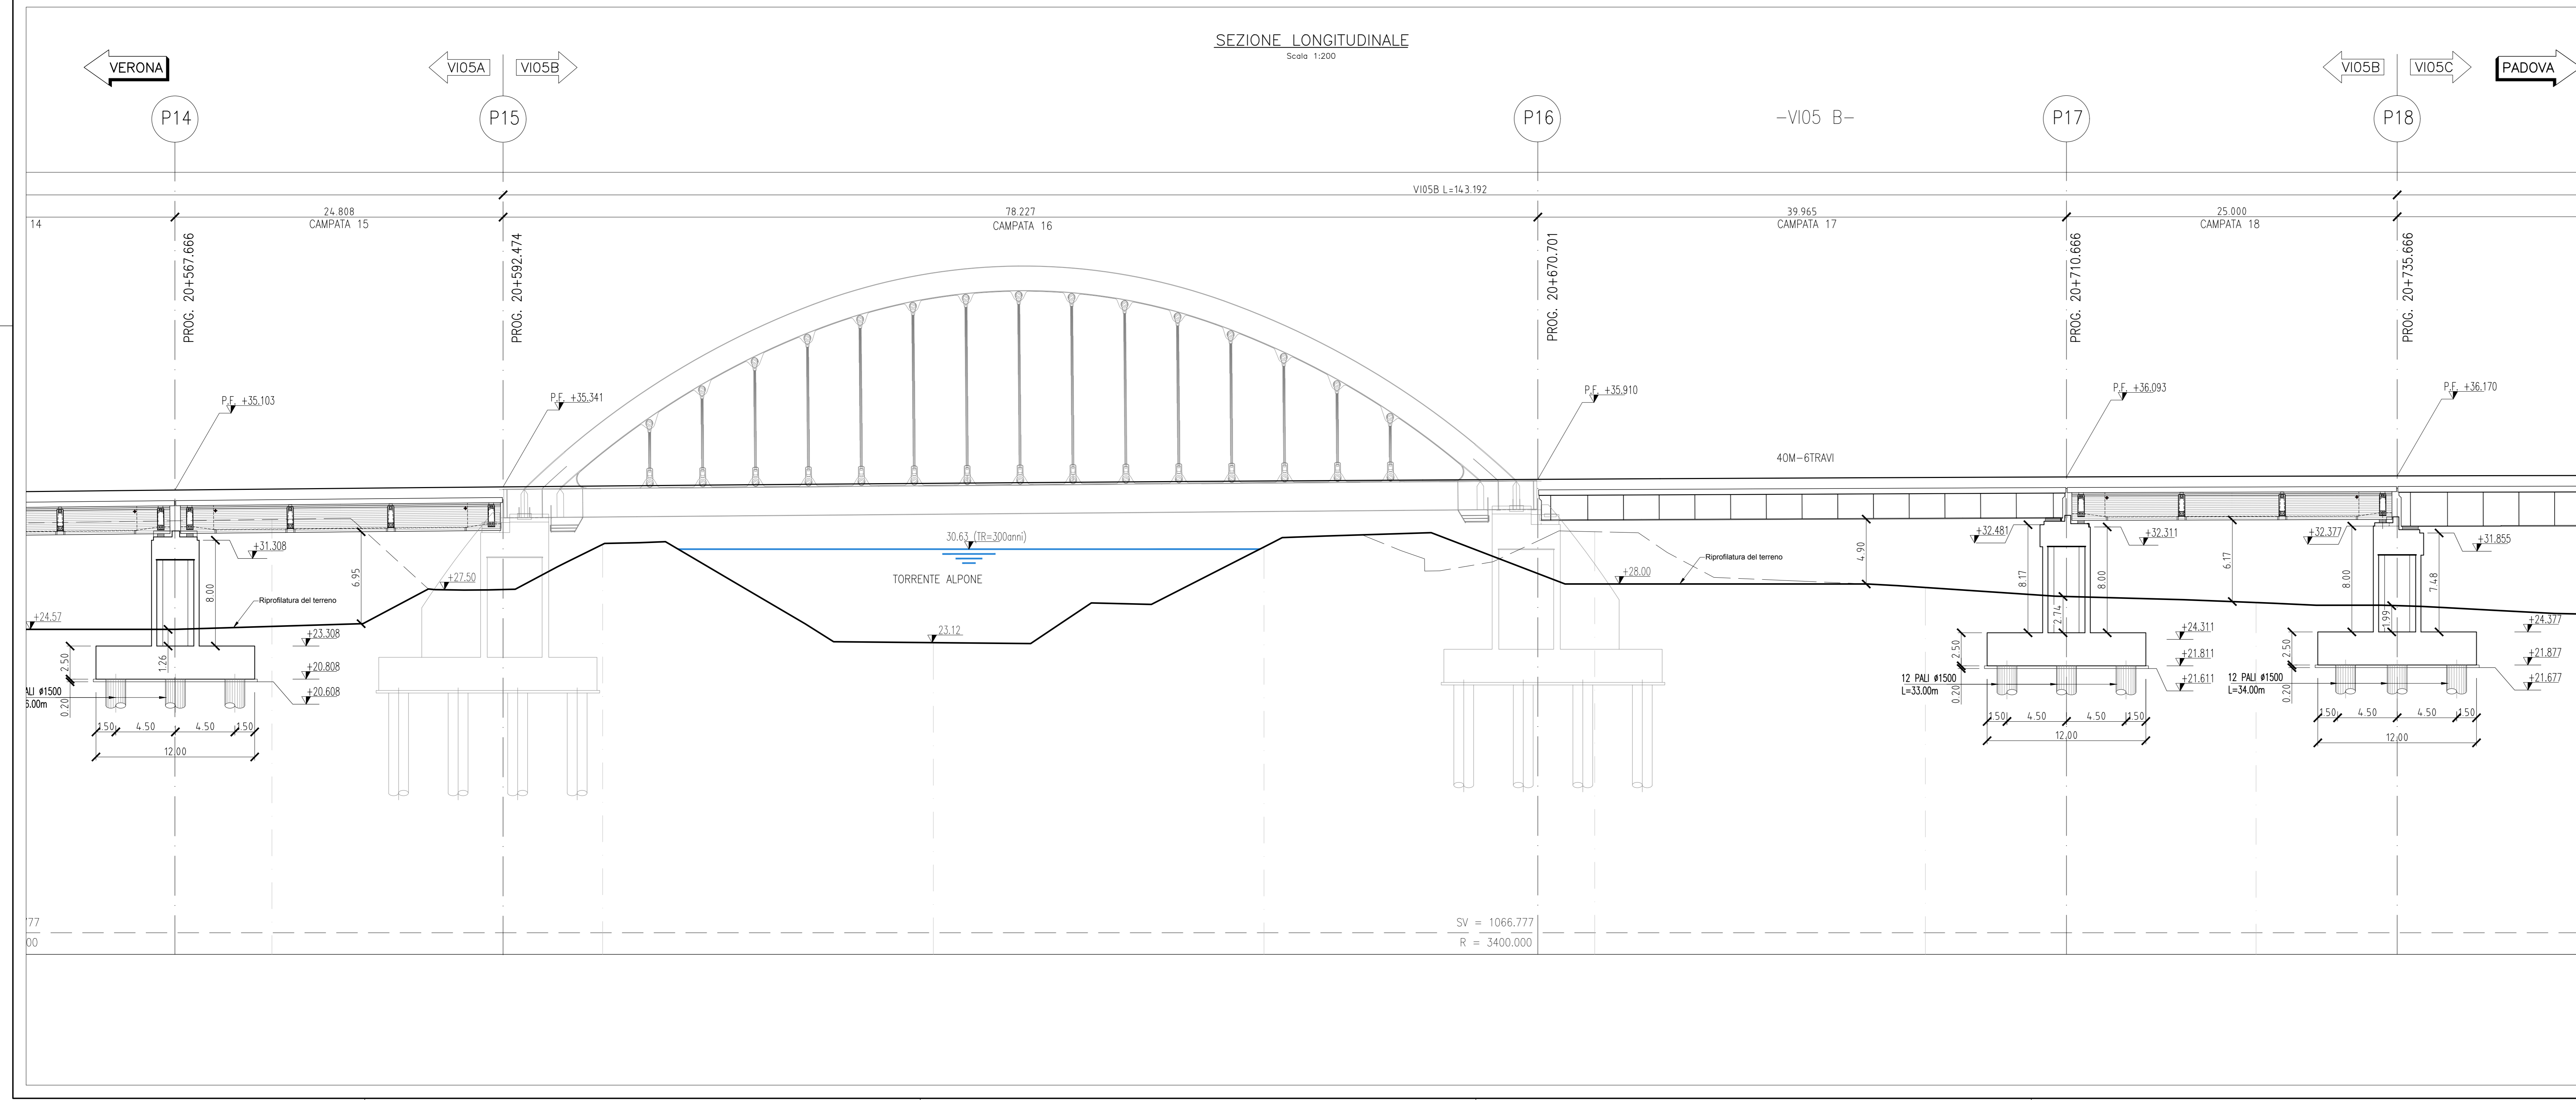 SEZIONE LONGITUDINALE
Scala 1:200
VERONA
VI05A
VI05B
VI05B
VI05C
PADOVA
P14
P15
P16
-VI05 B-
P17
P18
VI05B L=143.192
14
24.808
CAMPATA 15
78.227
CAMPATA 16
39.965
CAMPATA 17
25.000
CAMPATA 18
PROG. 20+567.666
PROG. 20+592.474
PROG. 20+670.701
PROG. 20+710.666
PROG. 20+735.666
P.F. +35.103
P.F. +35.341
P.F. +35.910
P.F. +36.093
P.F. +36.170
40M-6TRAVI
30.63 (TR=300anni)
TORRENTE ALPONE
23.12
+31.308
8.00
6.95
+27.50
Riprofilatura del terreno
+24.57
+23.308
+20.808
+20.608
2.50
0.20
1.26
ALI ø1500
6.00m
1.50
4.50
4.50
1.50
12.00
4.90
+28.00
Riprofilatura del terreno
+32.481
+32.311
8.17
8.00
2.74
6.17
+24.311
+21.811
+21.611
2.50
0.20
12 PALI ø1500
L=33.00m
1.50
4.50
4.50
1.50
12.00
+32.377
+31.855
8.00
7.48
1.99
+24.377
+21.877
+21.677
2.50
0.20
12 PALI ø1500
L=34.00m
1.50
4.50
4.50
1.50
12.00
777
00
SV = 1066.777
R = 3400.000